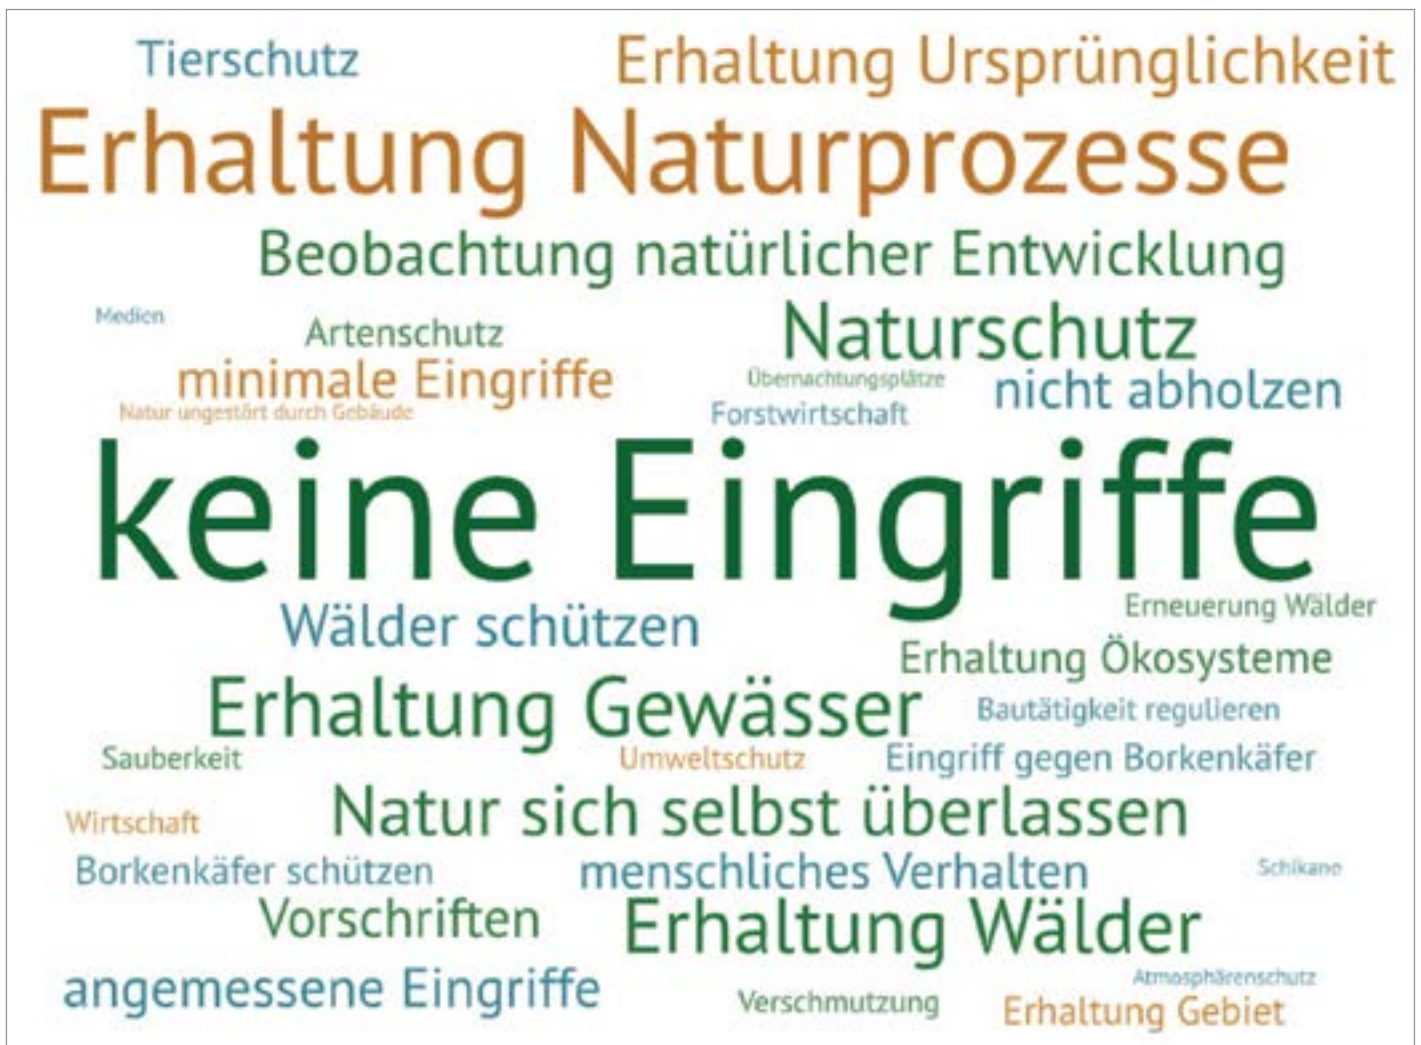 Tierschutz
Erhaltung Ursprünglichkeit
Erhaltung Naturprozesse
Beobachtung natürlicher Entwicklung
Medien
Artenschutz
Naturschutz
minimale Eingriffe
Übernachtungsplätze
nicht abholzen
Natur ungestört durch Gebäude
Forstwirtschaft
keine Eingriffe
Wälder schützen
Erneuerung Wälder
Erhaltung Ökosysteme
Erhaltung Gewässer
Bautätigkeit regulieren
Sauberkeit
Umweltschutz
Eingriff gegen Borkenkäfer
Natur sich selbst überlassen
Wirtschaft
Borkenkäfer schützen
menschliches Verhalten
Schikane
Vorschriften
Erhaltung Wälder
angemessene Eingriffe
Atmosphärenschutz
Verschmutzung
Erhaltung Gebiet